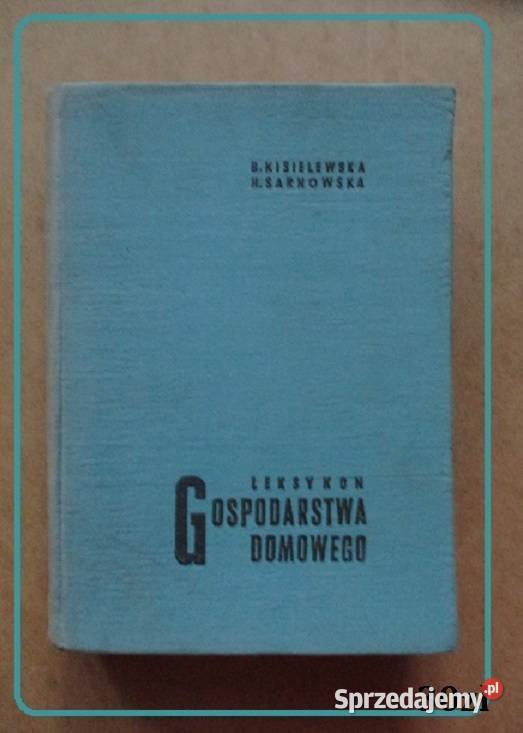 B.KISIELEWSKA
H.SARNOWSKA
LEKSYKON
GOSPODARSTWA
DOMOWEGO
Sprzedajemy.pl